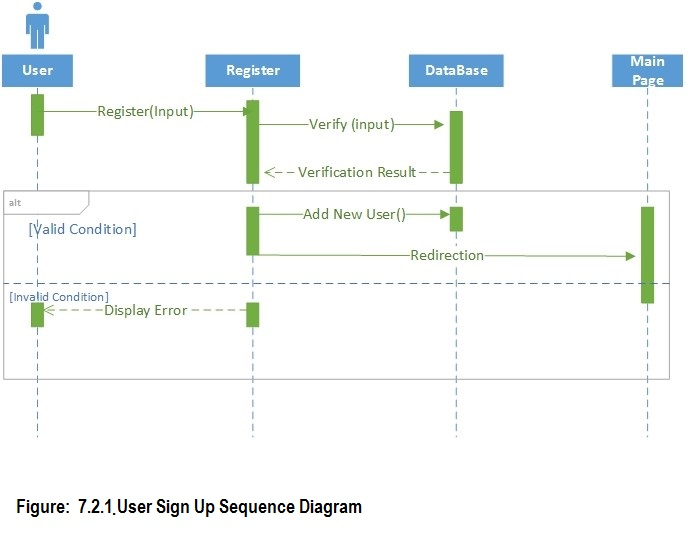 User
Register
DataBase
Main
Page
Register(Input)
Verify (input)
Verification Result
alt
Add New User()
[Valid Condition]
Redirection
[Invalid Condition]
Display Error
Figure: 7.2.1.User Sign Up Sequence Diagram